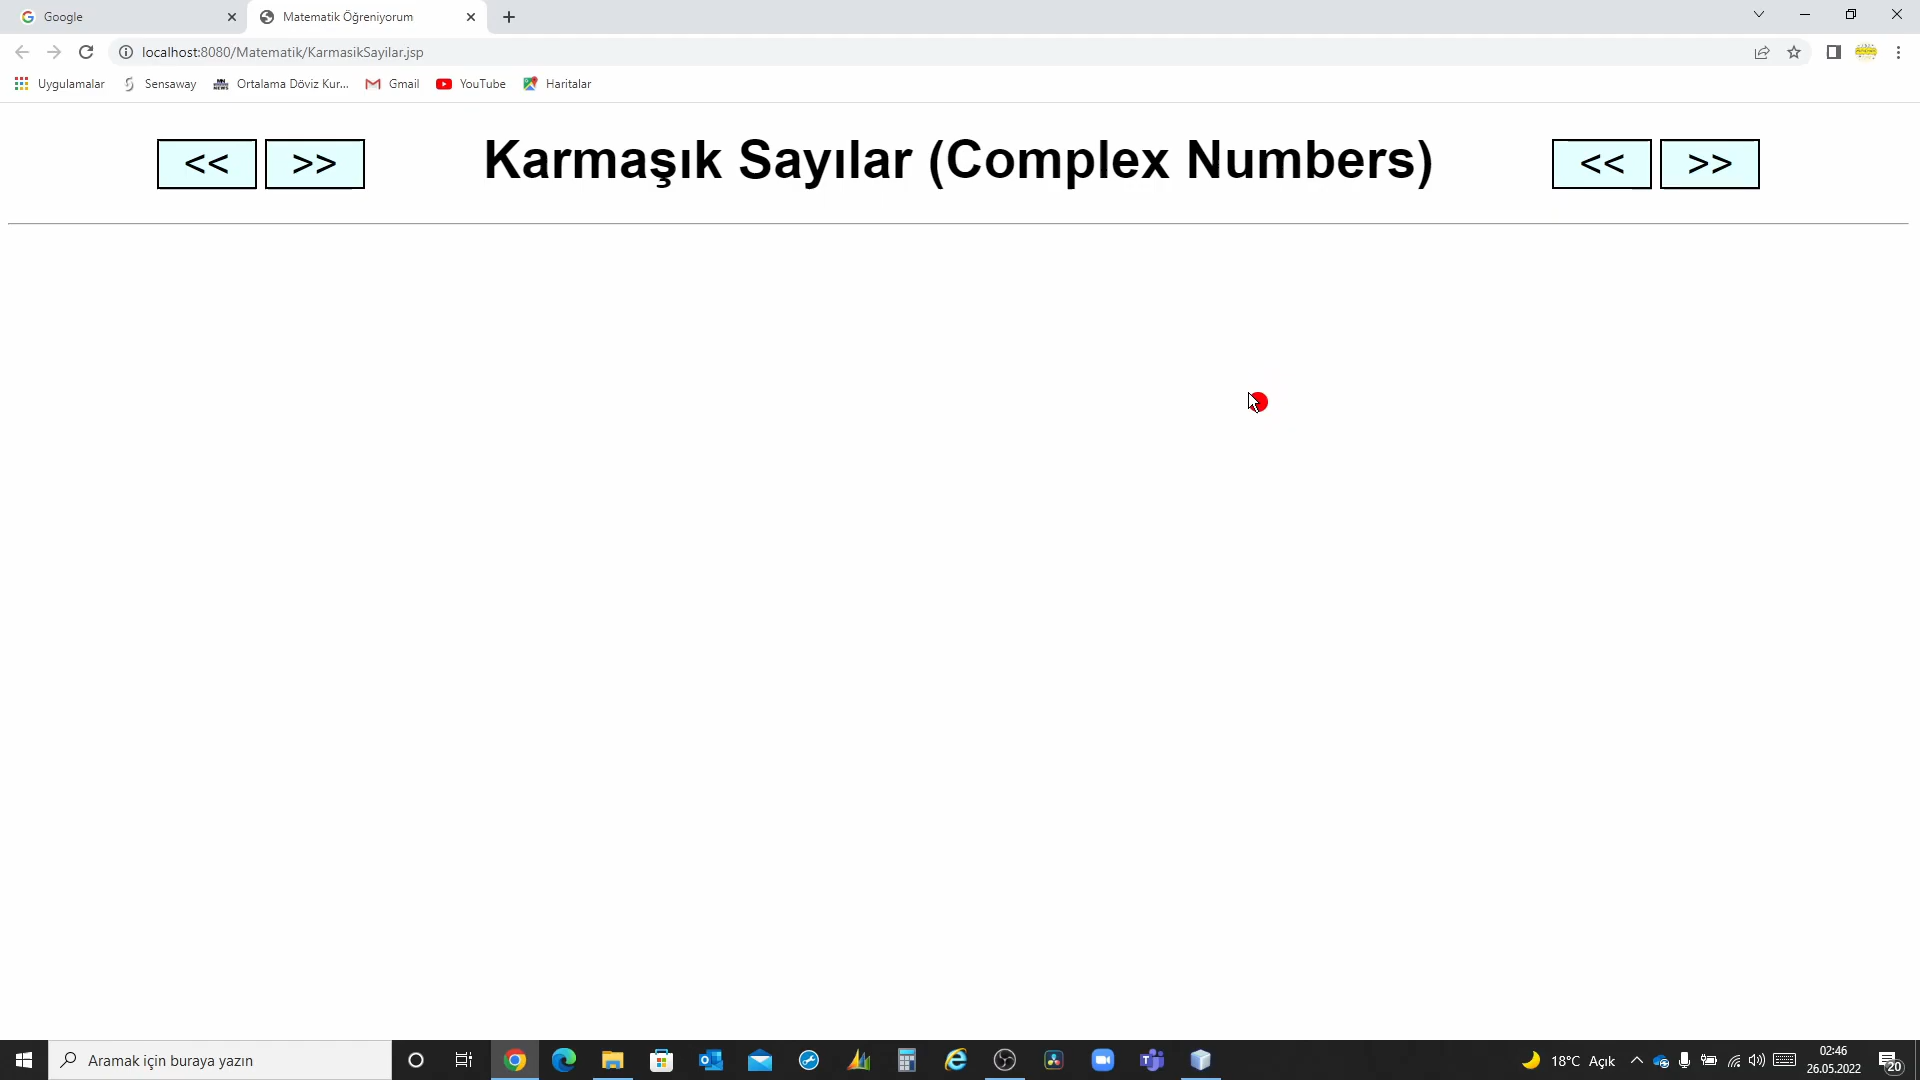 Google
Matematik Öğreniyorum
localhost:8080/Matematik/KarmasikSayilar.jsp
Uygulamalar
Sensaway
Ortalama Döviz Kur...
Gmail
YouTube
Haritalar
<< >> Karmaşık Sayılar (Complex Numbers) << >>
Aramak için buraya yazın
18°C Açık
02:46
26.05.2022
20